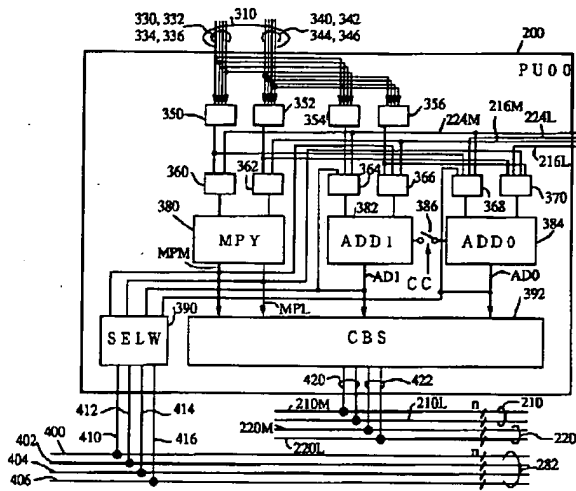 330, 332 310 340, 342
334, 336 344, 346
200
PU00
350 352 354 356
224M
216M
224L
216L
360 362 364 366 368 370
380 382 386 384
MPY ADD1 ADD0
MPM AD1 CC AD0
390 MPL 392
SELW CBS
420 422
412 414 210M 210L n 210
410 416 220M 220
400 220L
402 n 282
404
406